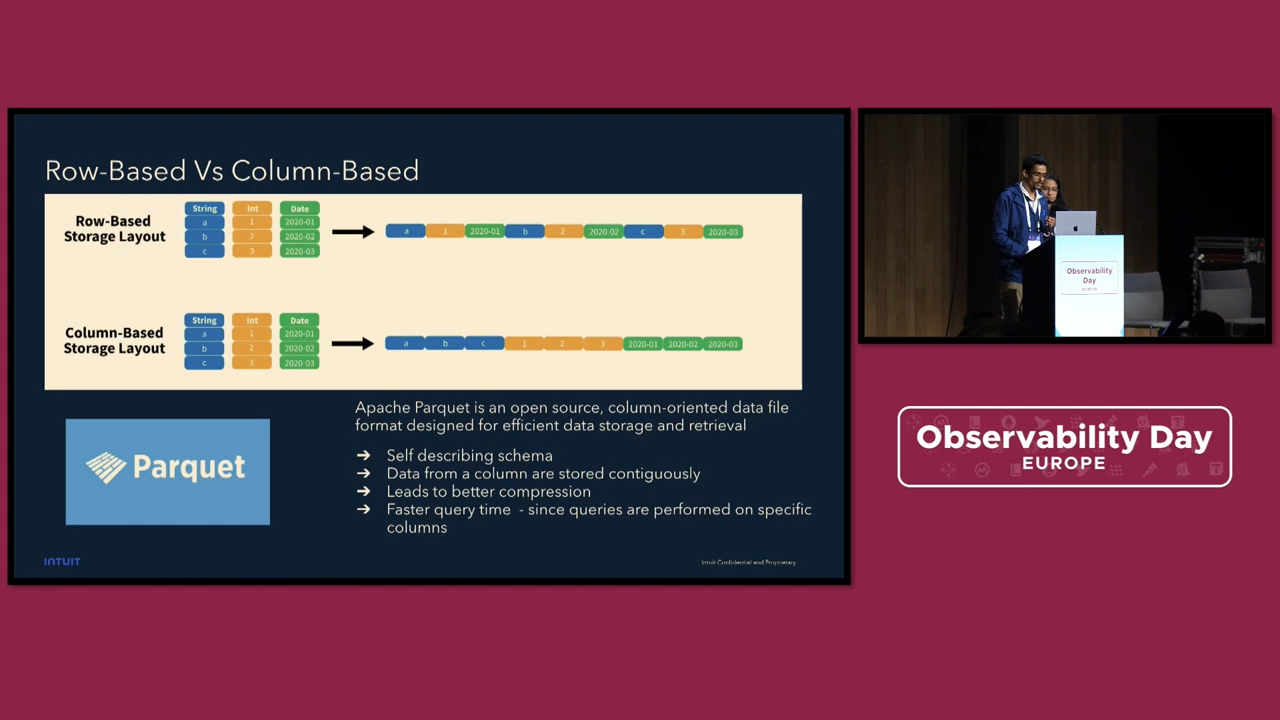 Row-Based Vs Column-Based
Row-Based
Storage Layout
String Int Date
a 1 2020-01
b 2 2020-02
c 3 2020-03
a 1 2020-01 b 2 2020 02 c 3 2020-03
Column-Based
Storage Layout
String Int Date
a 1 2020-01
b 2 2020-02
c 3 2020-03
a b c 1 2 3 2020-01 2020-02 2020-03
Parquet
Apache Parquet is an open source, column-oriented data file
format designed for efficient data storage and retrieval
➔ Self describing schema
➔ Data from a column are stored contiguously
➔ Leads to better compression
➔ Faster query time - since queries are performed on specific
columns
INTUIT
Intuit Confidential and Proprietary
Observability
Day
EUROPE
Observability Day
EUROPE